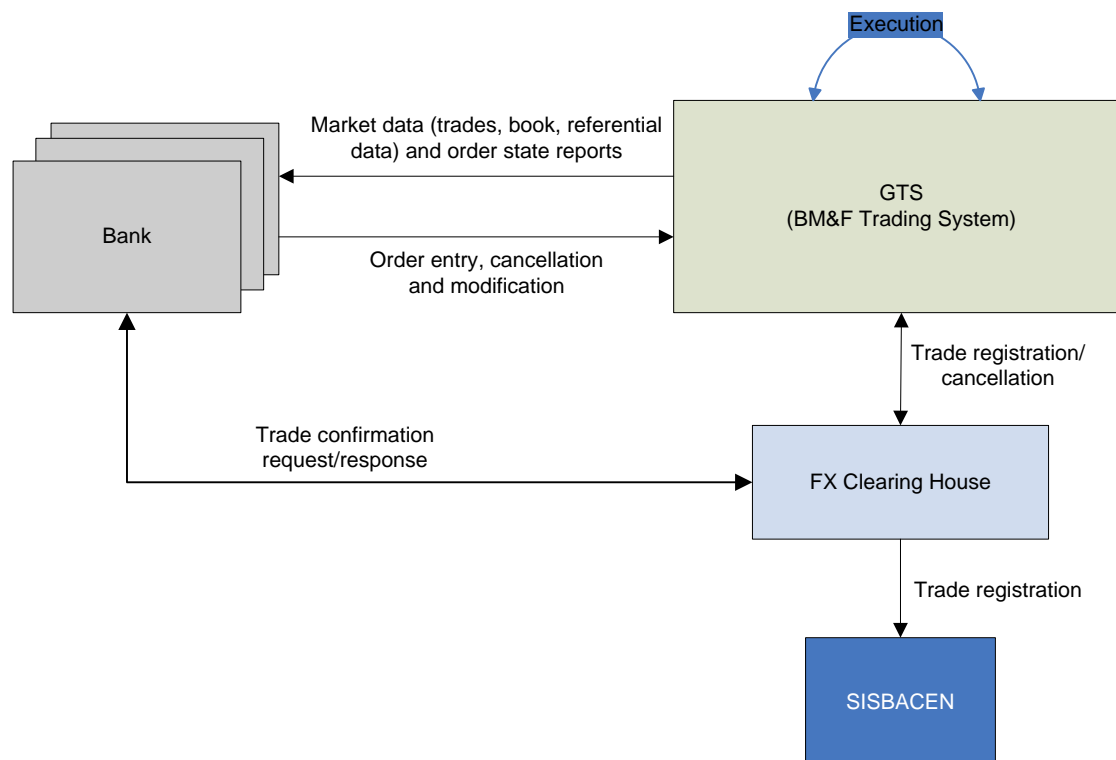 Execution
Market data (trades, book, referential
data) and order state reports
GTS
(BM&F Trading System)
Bank
Order entry, cancellation
and modification
Trade registration/
cancellation
Trade confirmation
request/response
FX Clearing House
Trade registration
SISBACEN